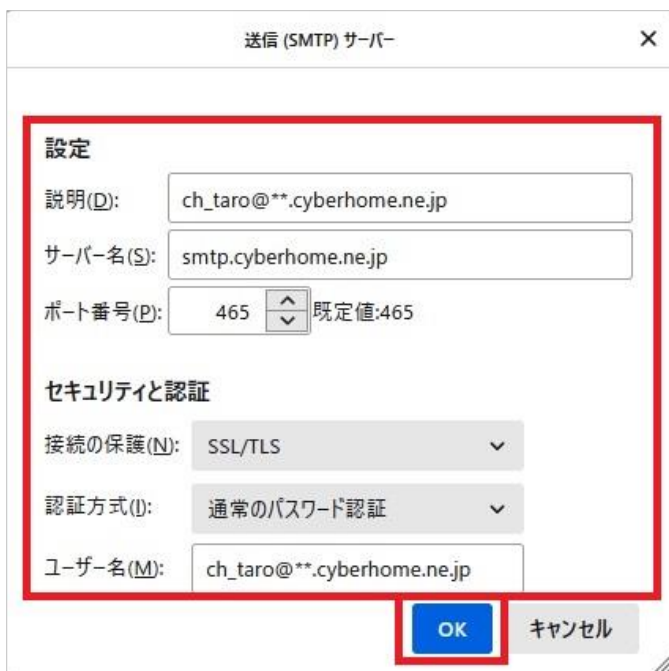 送信 (SMTP) サーバー
設定
説明(D): ch_taro@**.cyberhome.ne.jp
サーバー名(S): smtp.cyberhome.ne.jp
ポート番号(P): 465 既定値:465
セキュリティと認証
接続の保護(N): SSL/TLS
認証方式(I): 通常のパスワード認証
ユーザー名(M): ch_taro@**.cyberhome.ne.jp
OK キャンセル